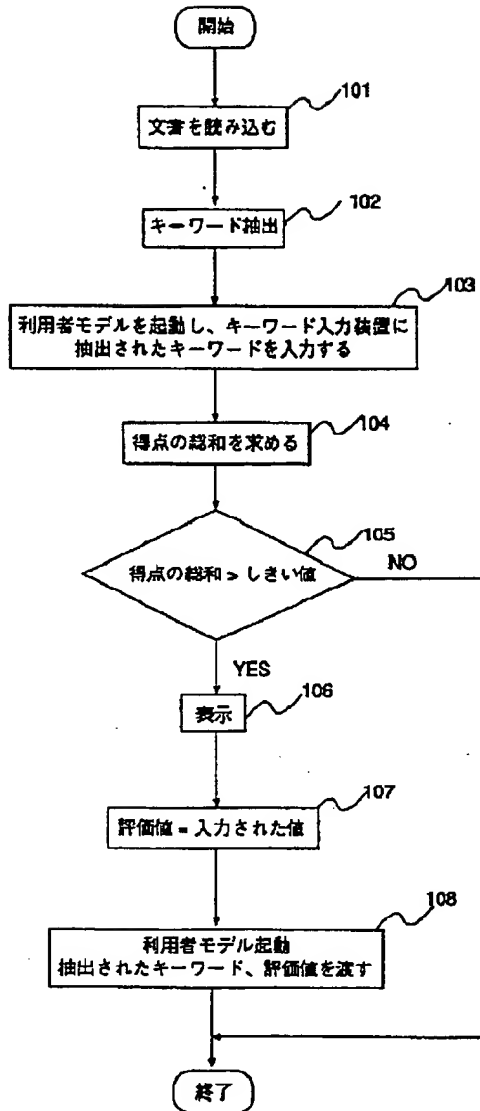 開始
101
文書を読み込む
102
キーワード抽出
103
利用者モデルを起動し、キーワード入力装置に
抽出されたキーワードを入力する
104
得点の総和を求める
105
得点の総和 > しきい値
NO
YES
106
表示
107
評価値 = 入力された値
108
利用者モデル起動
抽出されたキーワード、評価値を渡す
終了